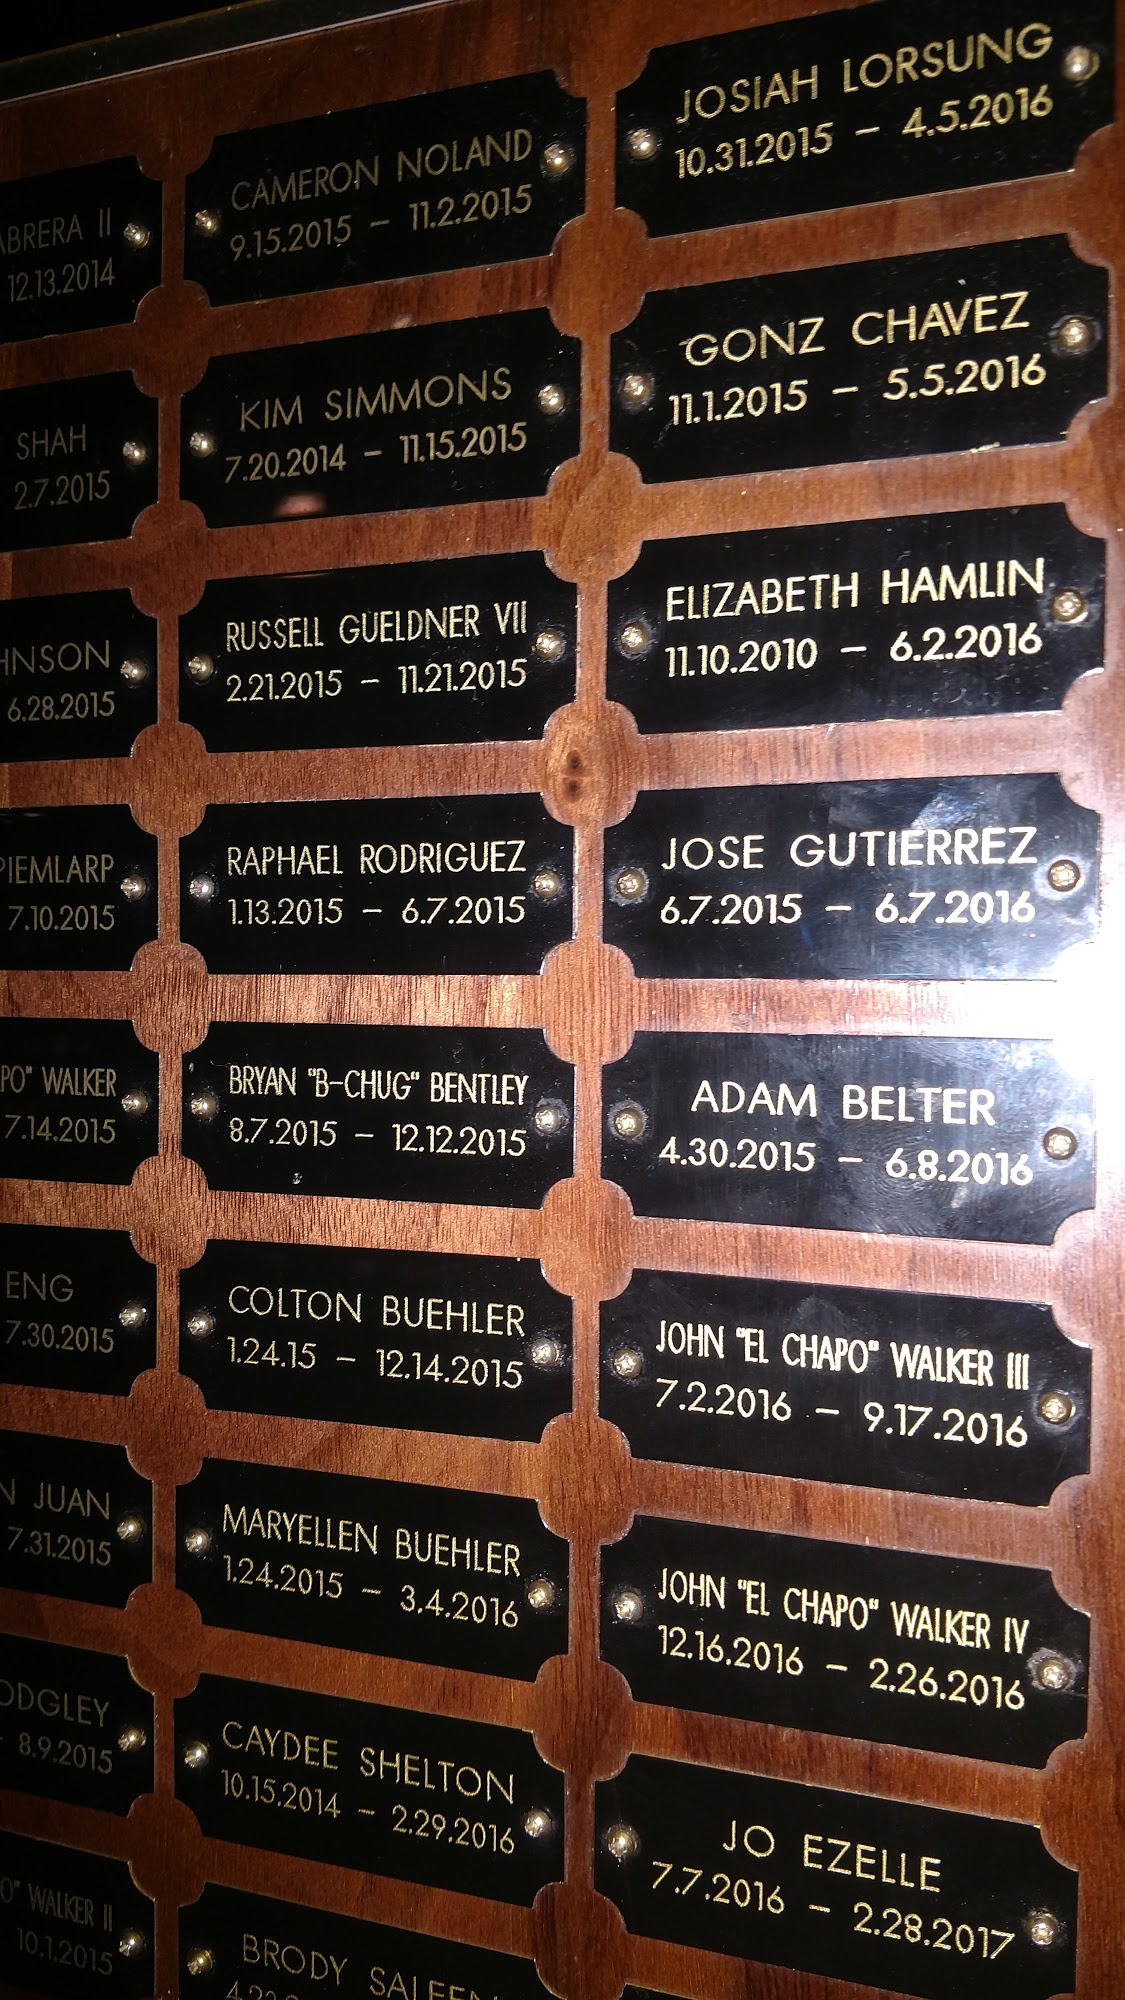 ABRERA II
12.13.2014
SHAH
2.7.2015
HNSON
6.28.2015
PIEMLARP
7.10.2015
PO" WALKER
7.14.2015
ENG
7.30.2015
N JUAN
7.31.2015
ODGLEY
- 8.9.2015
O" WALKER II
10.1.2015
CAMERON NOLAND
9.15.2015 – 11.2.2015
KIM SIMMONS
7.20.2014 – 11.15.2015
RUSSELL GUELDNER VII
2.21.2015 – 11.21.2015
RAPHAEL RODRIGUEZ
1.13.2015 – 6.7.2015
BRYAN "B-CHUG" BENTLEY
8.7.2015 – 12.12.2015
COLTON BUEHLER
1.24.15 – 12.14.2015
MARYELLEN BUEHLER
1.24.2015 – 3.4.2016
CAYDEE SHELTON
10.15.2014 – 2.29.2016
BRODY SALEEN
JOSIAH LORSUNG
10.31.2015 – 4.5.2016
GONZ CHAVEZ
11.1.2015 – 5.5.2016
ELIZABETH HAMLIN
11.10.2010 – 6.2.2016
JOSE GUTIERREZ
6.7.2015 – 6.7.2016
ADAM BELTER
4.30.2015 – 6.8.2016
JOHN "EL CHAPO" WALKER III
7.2.2016 – 9.17.2016
JOHN "EL CHAPO" WALKER IV
12.16.2016 – 2.26.2016
JO EZELLE
7.7.2016 – 2.28.2017